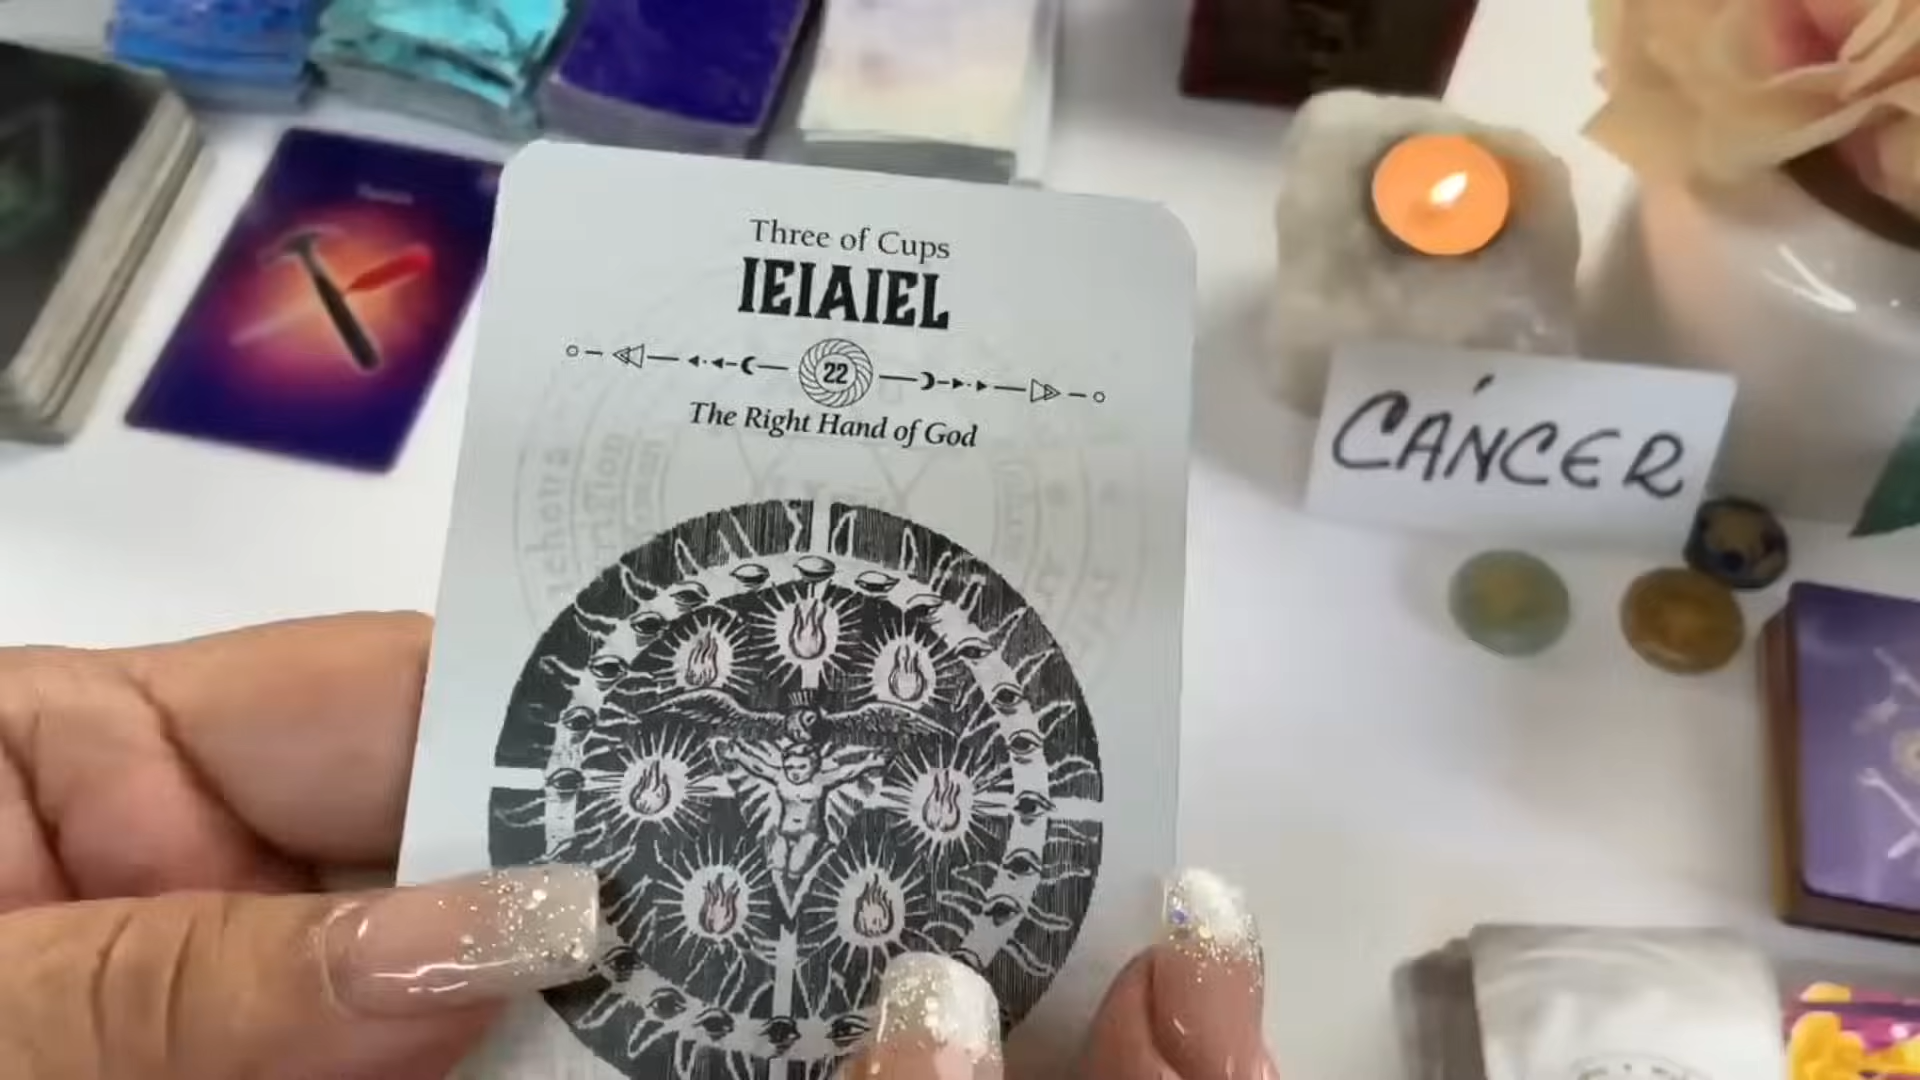 Three of Cups
IEIAIEL
22
The Right Hand of God
CÁNCER